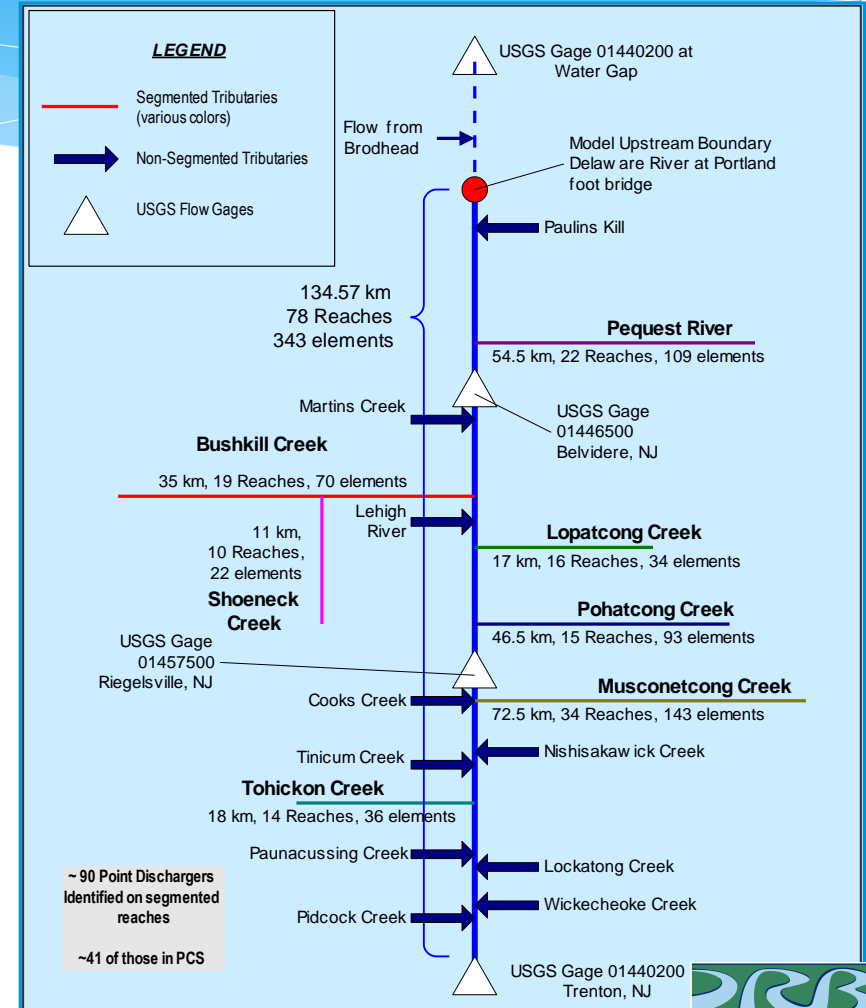 LEGEND
Segmented Tributaries
(various colors)
Non-Segmented Tributaries
USGS Flow Gages
USGS Gage 01440200 at
Water Gap
Flow from
Brodhead
Model Upstream Boundary
Delaw are River at Portland
foot bridge
Paulins Kill
134.57 km
78 Reaches
343 elements
Pequest River
54.5 km, 22 Reaches, 109 elements
Martins Creek
USGS Gage
01446500
Belvidere, NJ
Bushkill Creek
35 km, 19 Reaches, 70 elements
Lehigh
River
11 km,
10 Reaches,
22 elements
Shoeneck
Creek
Lopatcong Creek
17 km, 16 Reaches, 34 elements
Pohatcong Creek
46.5 km, 15 Reaches, 93 elements
USGS Gage
01457500
Riegelsville, NJ
Musconetcong Creek
72.5 km, 34 Reaches, 143 elements
Cooks Creek
Nishisakaw ick Creek
Tinicum Creek
Tohickon Creek
18 km, 14 Reaches, 36 elements
Paunacussing Creek
Lockatong Creek
Wickecheoke Creek
Pidcock Creek
~ 90 Point Dischargers
Identified on segmented
reaches
~41 of those in PCS
USGS Gage 01440200
Trenton, NJ
DRB